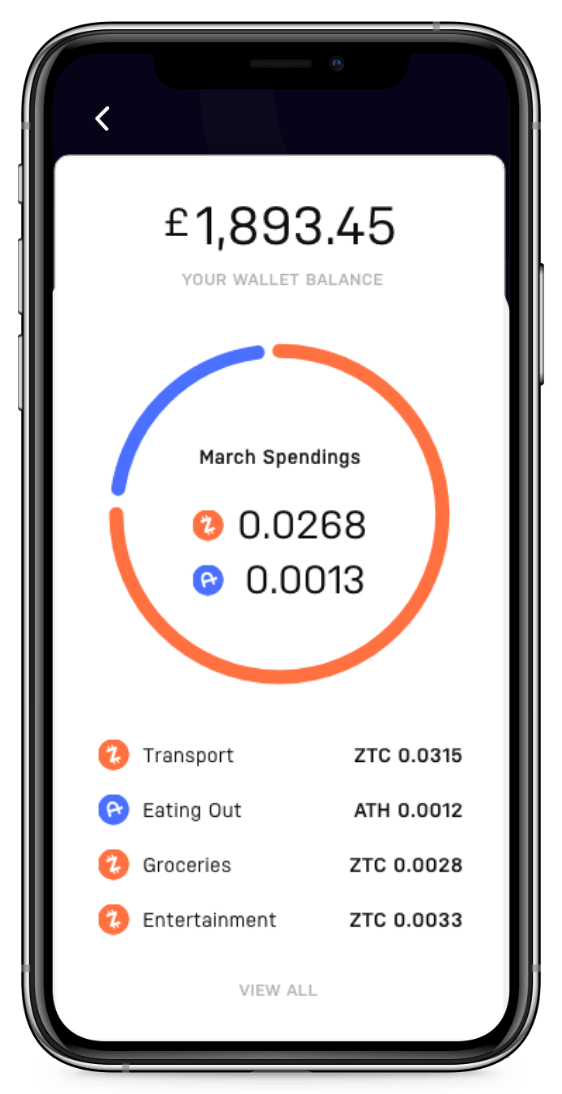 £1,893.45
YOUR WALLET BALANCE
March Spendings
0.0268
0.0013
Transport ZTC 0.0315
Eating Out ATH 0.0012
Groceries ZTC 0.0028
Entertainment ZTC 0.0033
VIEW ALL